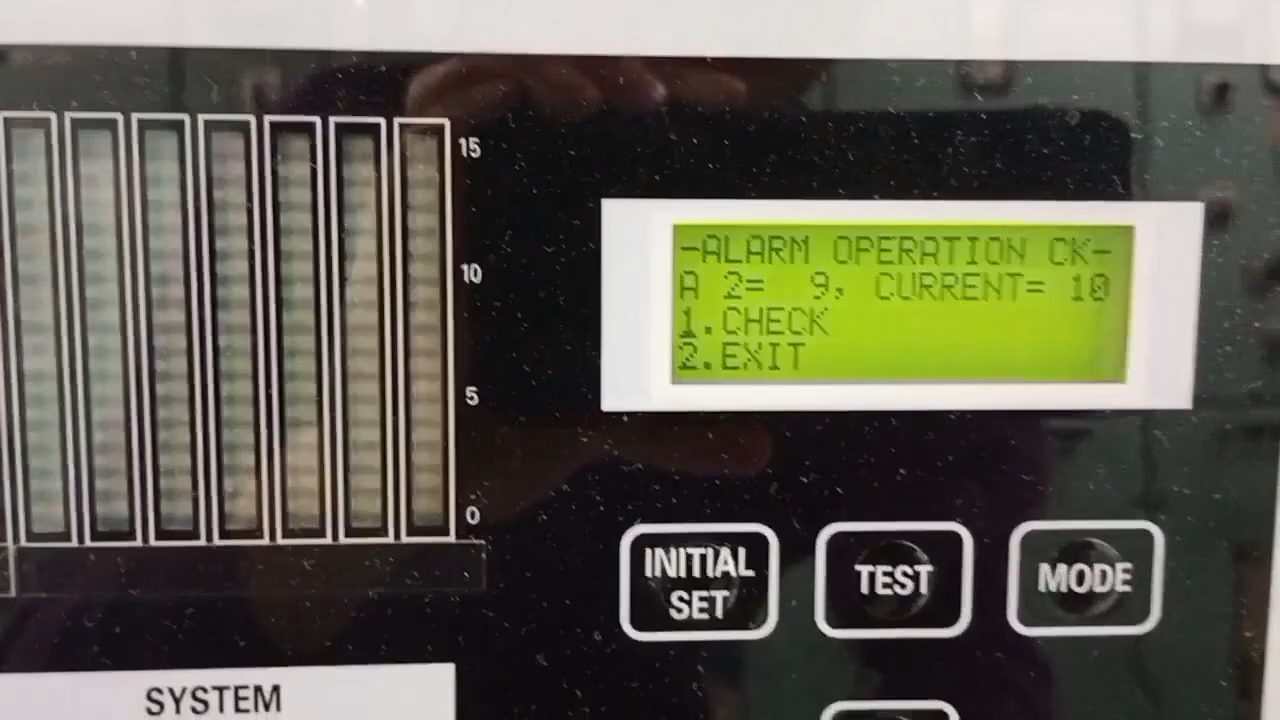 15
10
5
0
-ALARM OPERATION CK-
A 2=  9, CURRENT= 10
1.CHECK
2.EXIT
INITIAL
SET
TEST
MODE
SYSTEM